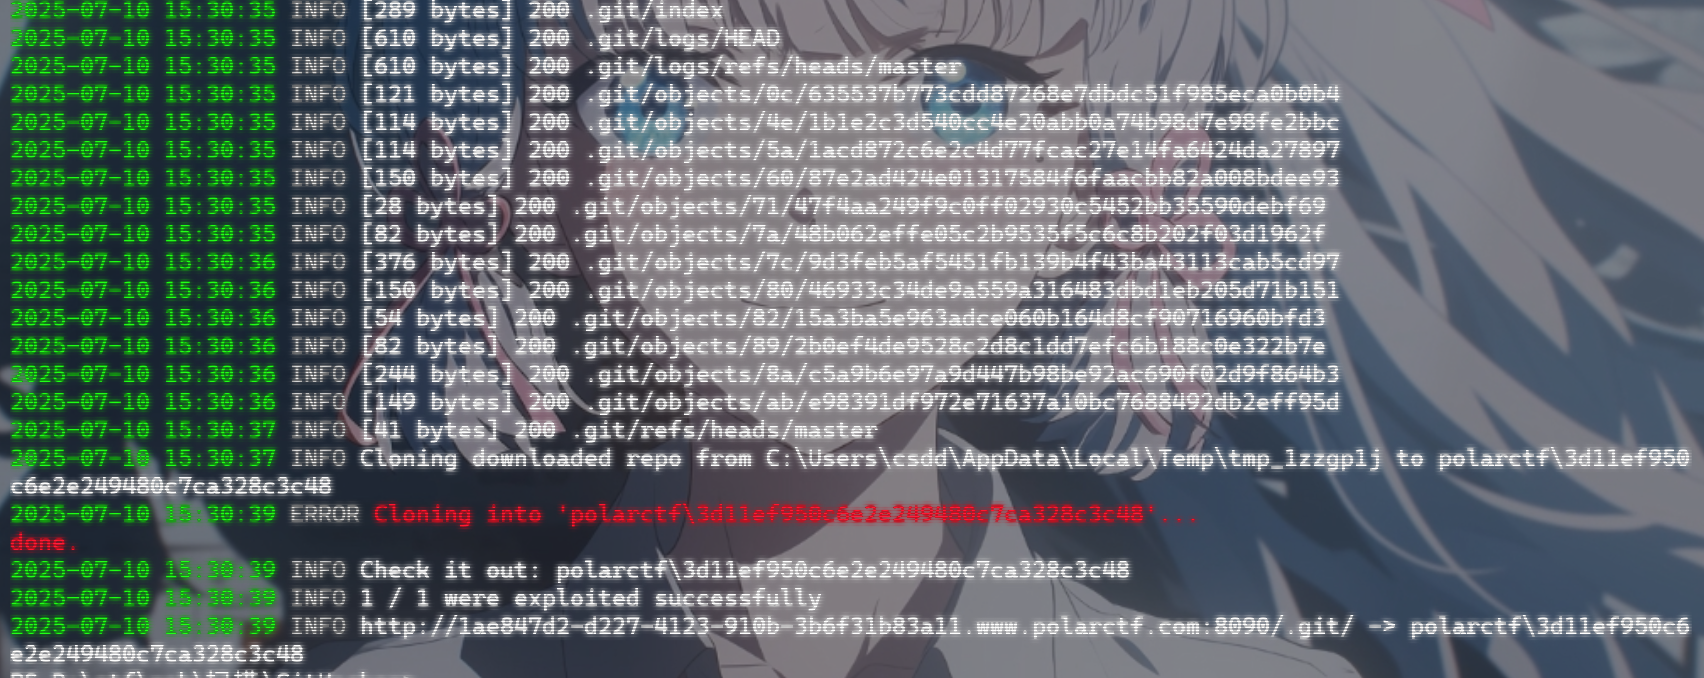 2025-07-10 15:30:35 INFO [289 bytes] 200 .git/index
2025-07-10 15:30:35 INFO [610 bytes] 200 .git/logs/HEAD
2025-07-10 15:30:35 INFO [610 bytes] 200 .git/logs/refs/heads/master
2025-07-10 15:30:35 INFO [121 bytes] 200 .git/objects/0c/635537b773cdd87268e7dbdc51f985eca0b0b4
2025-07-10 15:30:35 INFO [114 bytes] 200 .git/objects/4e/1b1e2c3d540cc4e20abb0a74b98d7e98fe2bbc
2025-07-10 15:30:35 INFO [114 bytes] 200 .git/objects/5a/1acd872c6e2c4d77fcac27e14fa6424da27897
2025-07-10 15:30:35 INFO [150 bytes] 200 .git/objects/60/87e2ad424e01317584f6faacbb82a008bdee93
2025-07-10 15:30:35 INFO [28 bytes] 200 .git/objects/71/47f4aa249f9c0ff02930c5452bb35590debf69
2025-07-10 15:30:35 INFO [82 bytes] 200 .git/objects/7a/48b062effe05c2b9535f5c6c8b202f03d1962f
2025-07-10 15:30:36 INFO [376 bytes] 200 .git/objects/7c/9d3feb5af5451fb139b4f43ba43113cab5cd97
2025-07-10 15:30:36 INFO [150 bytes] 200 .git/objects/80/46933c34de9a559a316483dbd1eb205d71b151
2025-07-10 15:30:36 INFO [54 bytes] 200 .git/objects/82/15a3ba5e963adce060b164d8cf90716960bfd3
2025-07-10 15:30:36 INFO [82 bytes] 200 .git/objects/89/2b0ef4de9528c2d8c1dd7efc6b188c0e322b7e
2025-07-10 15:30:36 INFO [244 bytes] 200 .git/objects/8a/c5a9b6e97a9d447b98be92ac690f02d9f864b3
2025-07-10 15:30:36 INFO [149 bytes] 200 .git/objects/ab/e98391df972e71637a10bc7688492db2eff95d
2025-07-10 15:30:37 INFO [41 bytes] 200 .git/refs/heads/master
2025-07-10 15:30:37 INFO Cloning downloaded repo from C:\Users\csdd\AppData\Local\Temp\tmp_1zzgplj to polarctf\3d11ef950
c6e2e249480c7ca328c3c48
2025-07-10 15:30:39 ERROR Cloning into 'polarctf\3d11ef950c6e2e249480c7ca328c3c48'...
done.
2025-07-10 15:30:39 INFO Check it out: polarctf\3d11ef950c6e2e249480c7ca328c3c48
2025-07-10 15:30:39 INFO 1 / 1 were exploited successfully
2025-07-10 15:30:39 INFO http://1ae847d2-d227-4123-910b-3b6f31b83a11.www.polarctf.com:8090/.git/ -> polarctf\3d11ef950c6
e2e249480c7ca328c3c48